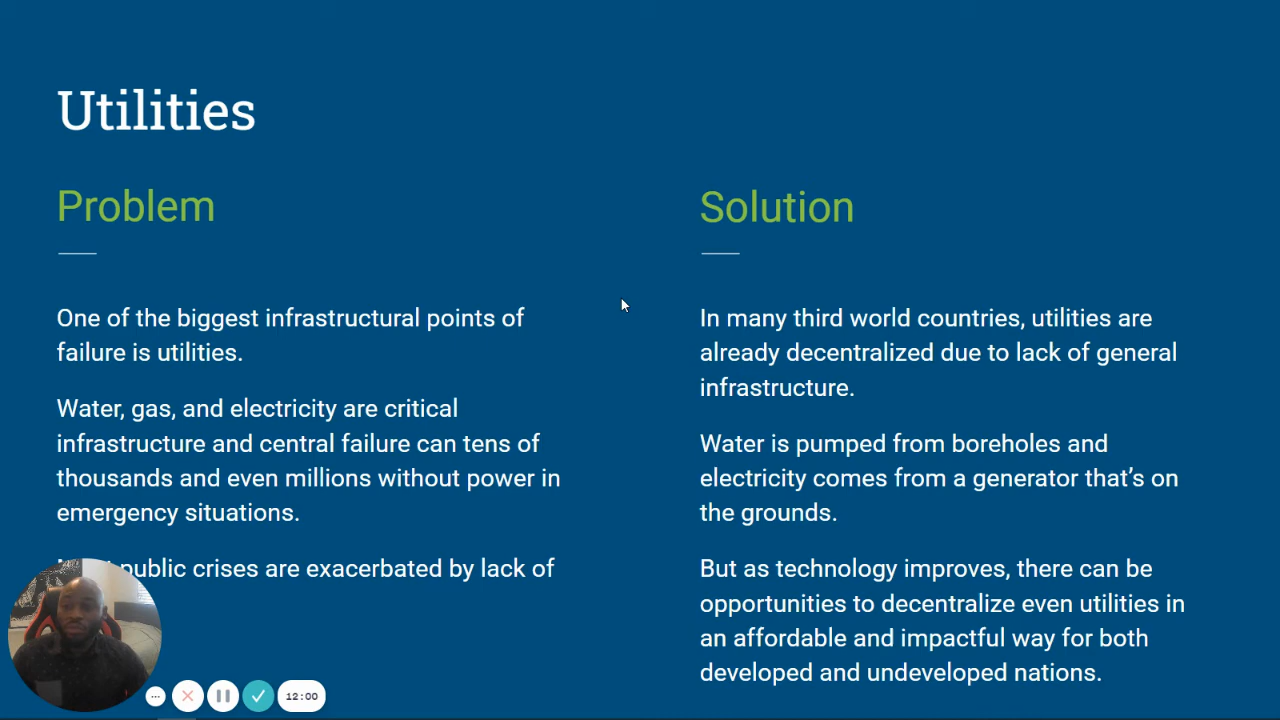 Utilities
Problem
One of the biggest infrastructural points of
failure is utilities.
Water, gas, and electricity are critical
infrastructure and central failure can tens of
thousands and even millions without power in
emergency situations.
public crises are exacerbated by lack of
Solution
In many third world countries, utilities are
already decentralized due to lack of general
infrastructure.
Water is pumped from boreholes and
electricity comes from a generator that’s on
the grounds.
But as technology improves, there can be
opportunities to decentralize even utilities in
an affordable and impactful way for both
developed and undeveloped nations.
12:00